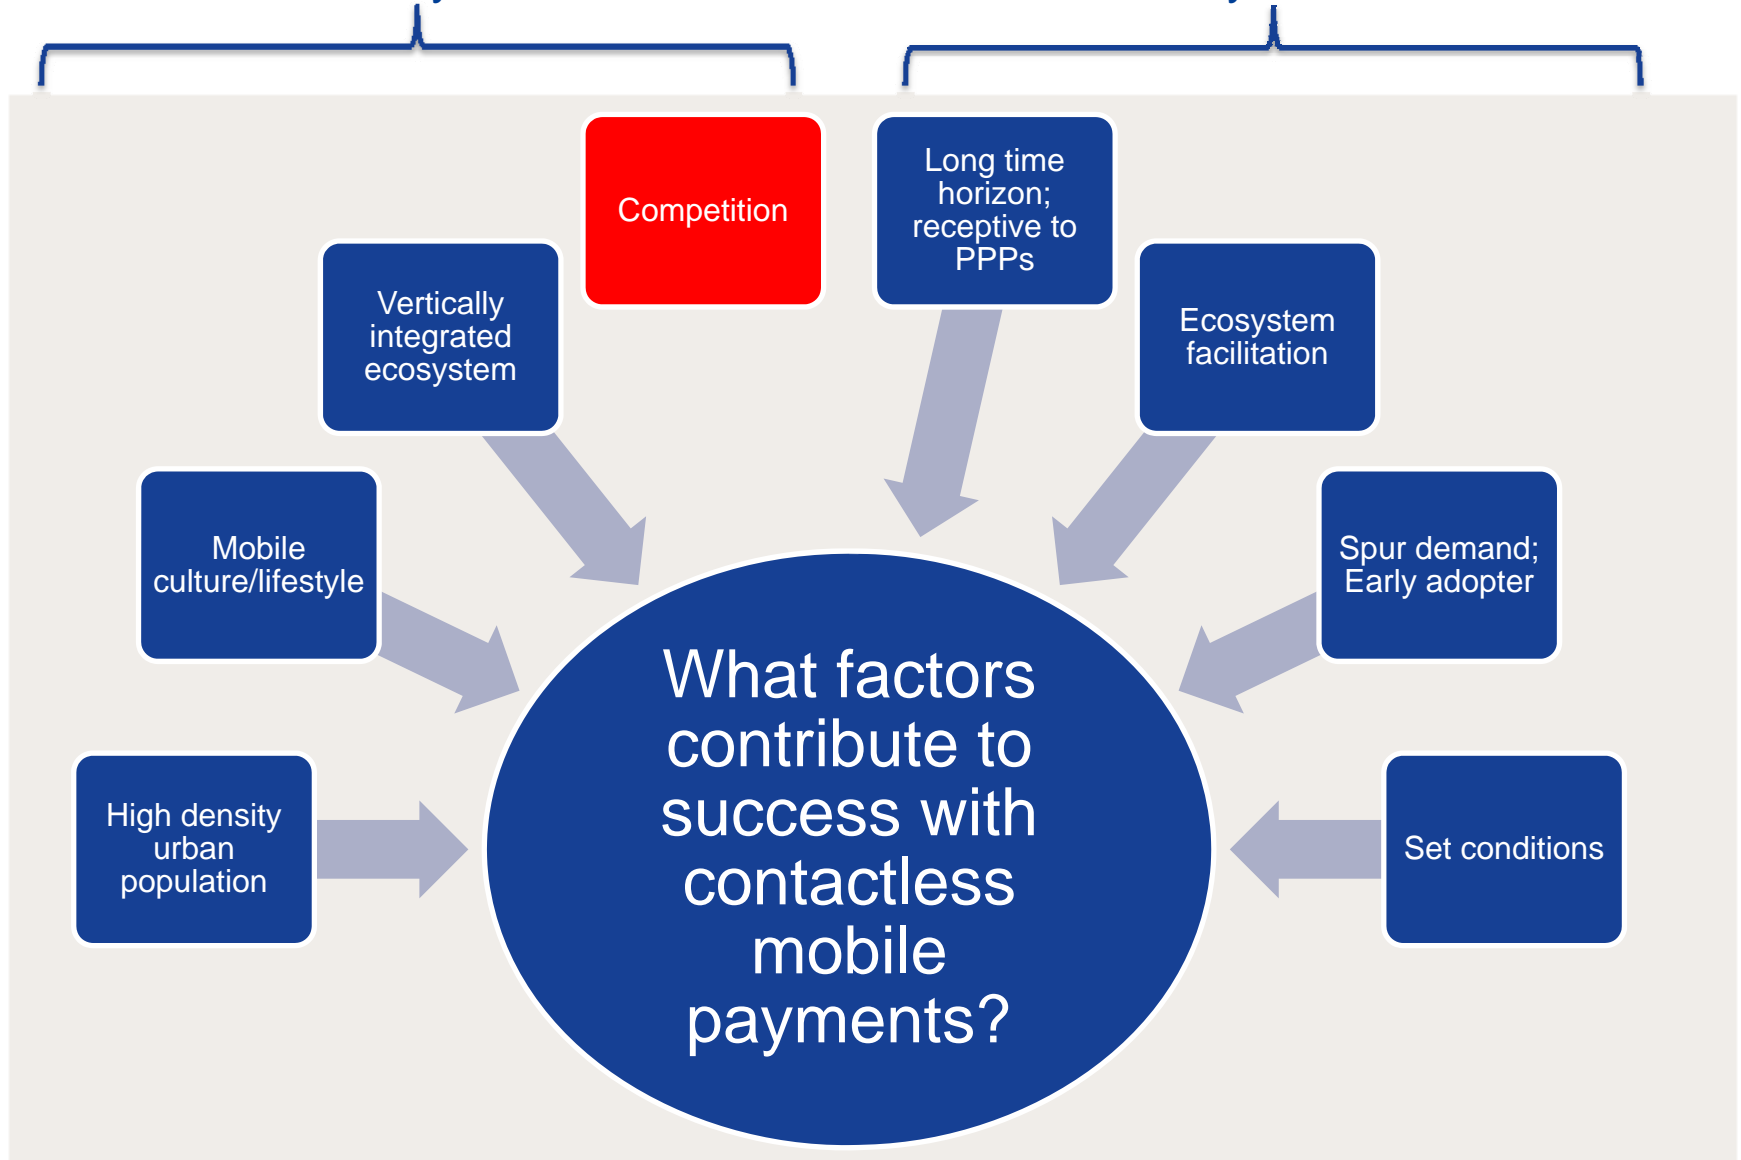 Competition
Long time
horizon;
receptive to
PPPs
Vertically
integrated
ecosystem
Ecosystem
facilitation
Mobile
culture/lifestyle
Spur demand;
Early adopter
High density
urban
population
Set conditions
What factors
contribute to
success with
contactless
mobile
payments?